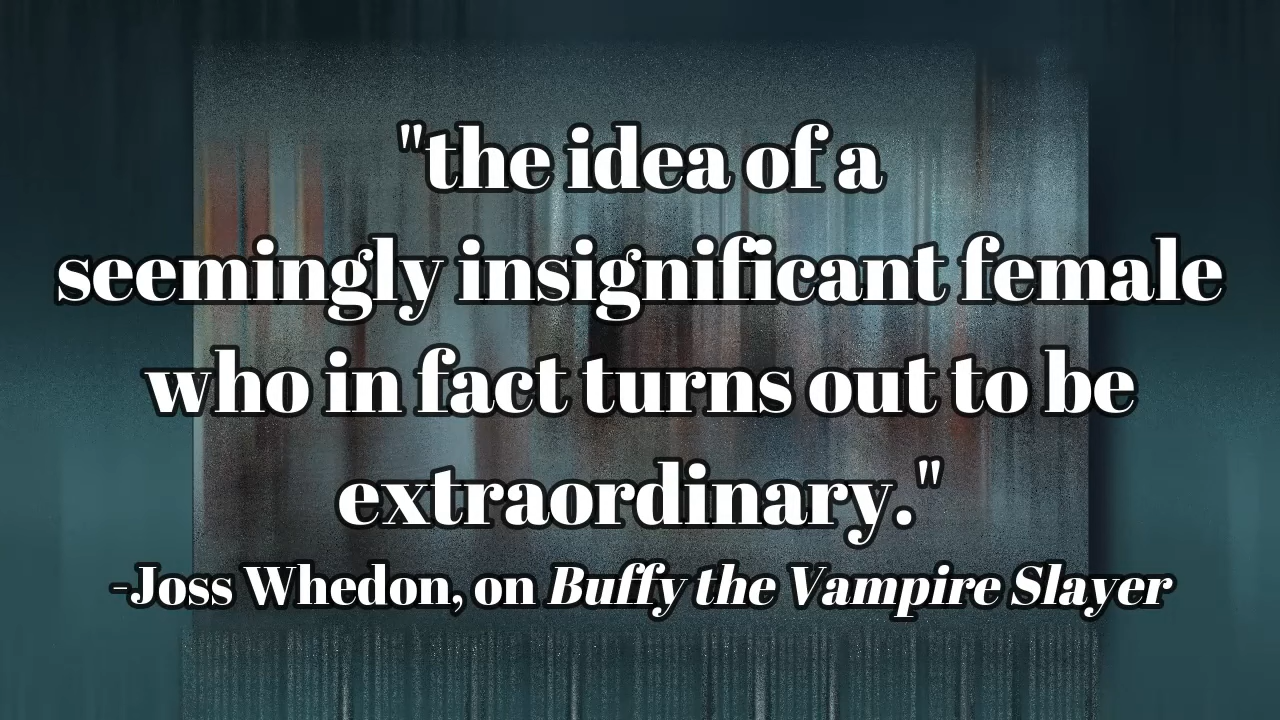 "the idea of a
seemingly insignificant female
who in fact turns out to be
extraordinary."
-Joss Whedon, on Buffy the Vampire Slayer